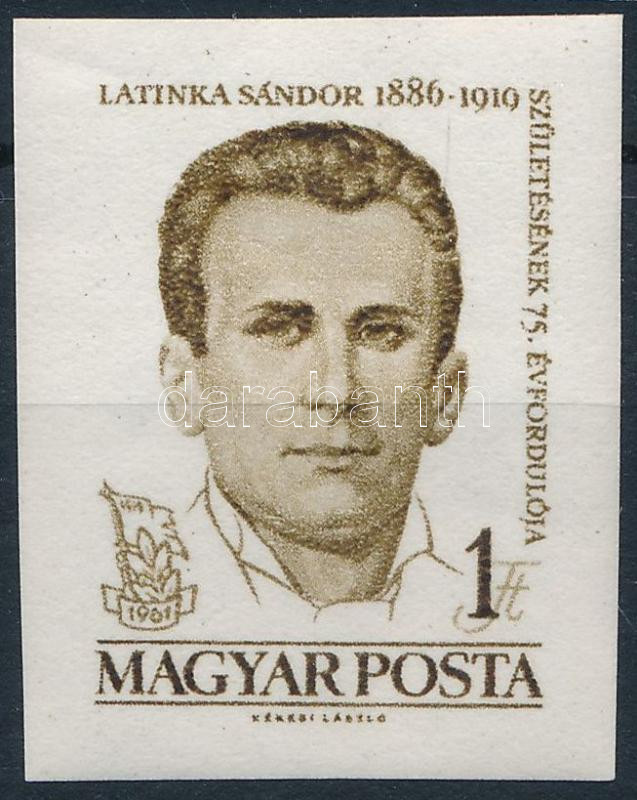 LATINKA SÁNDOR 1886-1919
SZÜLETÉSÉNEK 75. ÉVFORDULÓJA
darabanth
1961
1 Ft
MAGYAR POSTA
KÉKESI LÁSZLÓ